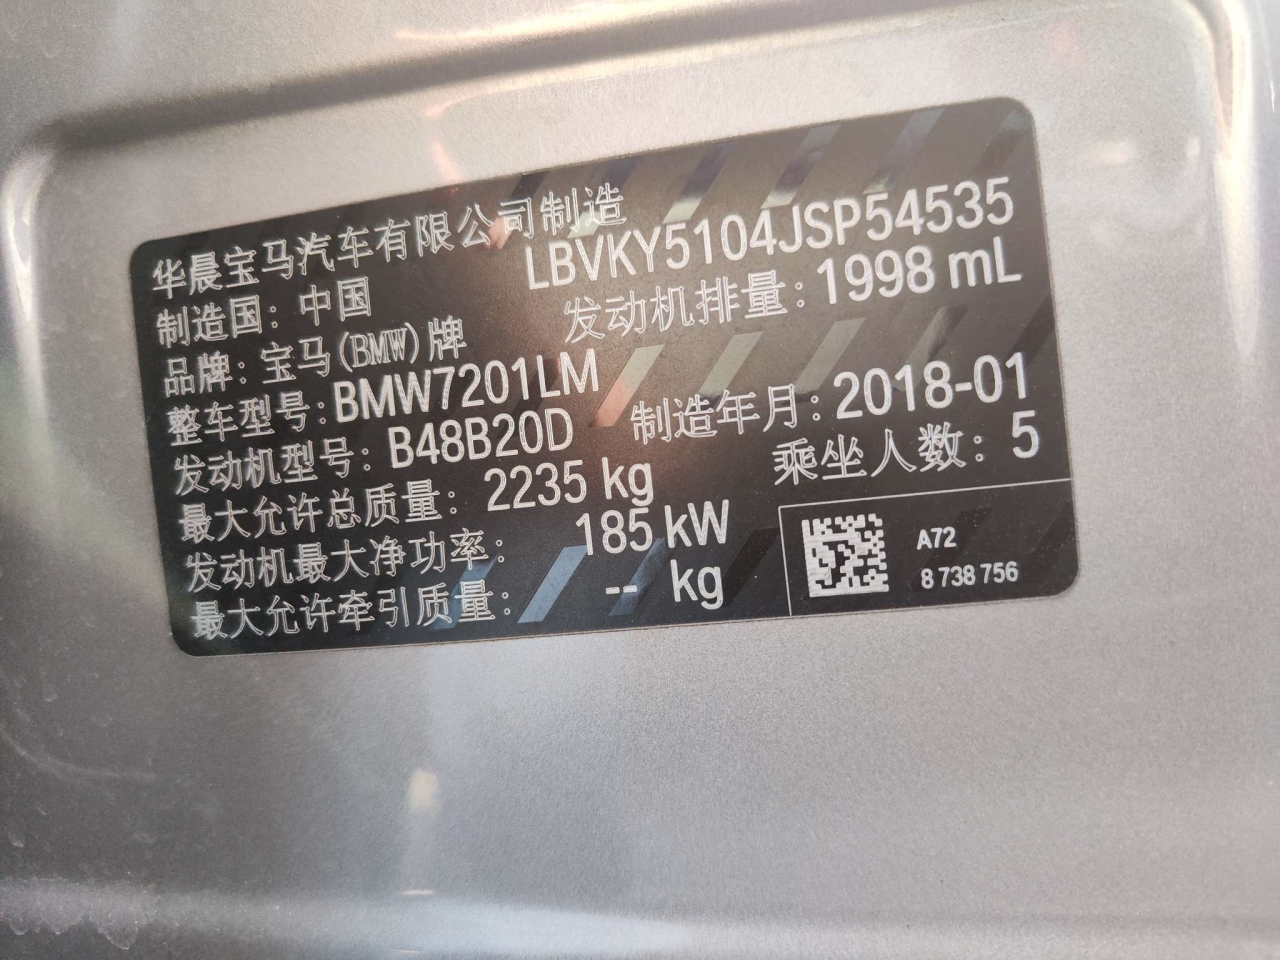 华晨宝马汽车有限公司制造
制造国：中国 LBVKY5104JSP54535
品牌：宝马(BMW)牌 发动机排量：1998 mL
整车型号：BMW7201LM
发动机型号：B48B20D 制造年月：2018-01
最大允许总质量：2235 kg 乘坐人数：5
发动机最大净功率：185 kW
最大允许牵引质量：-- kg
A72
8 738 756